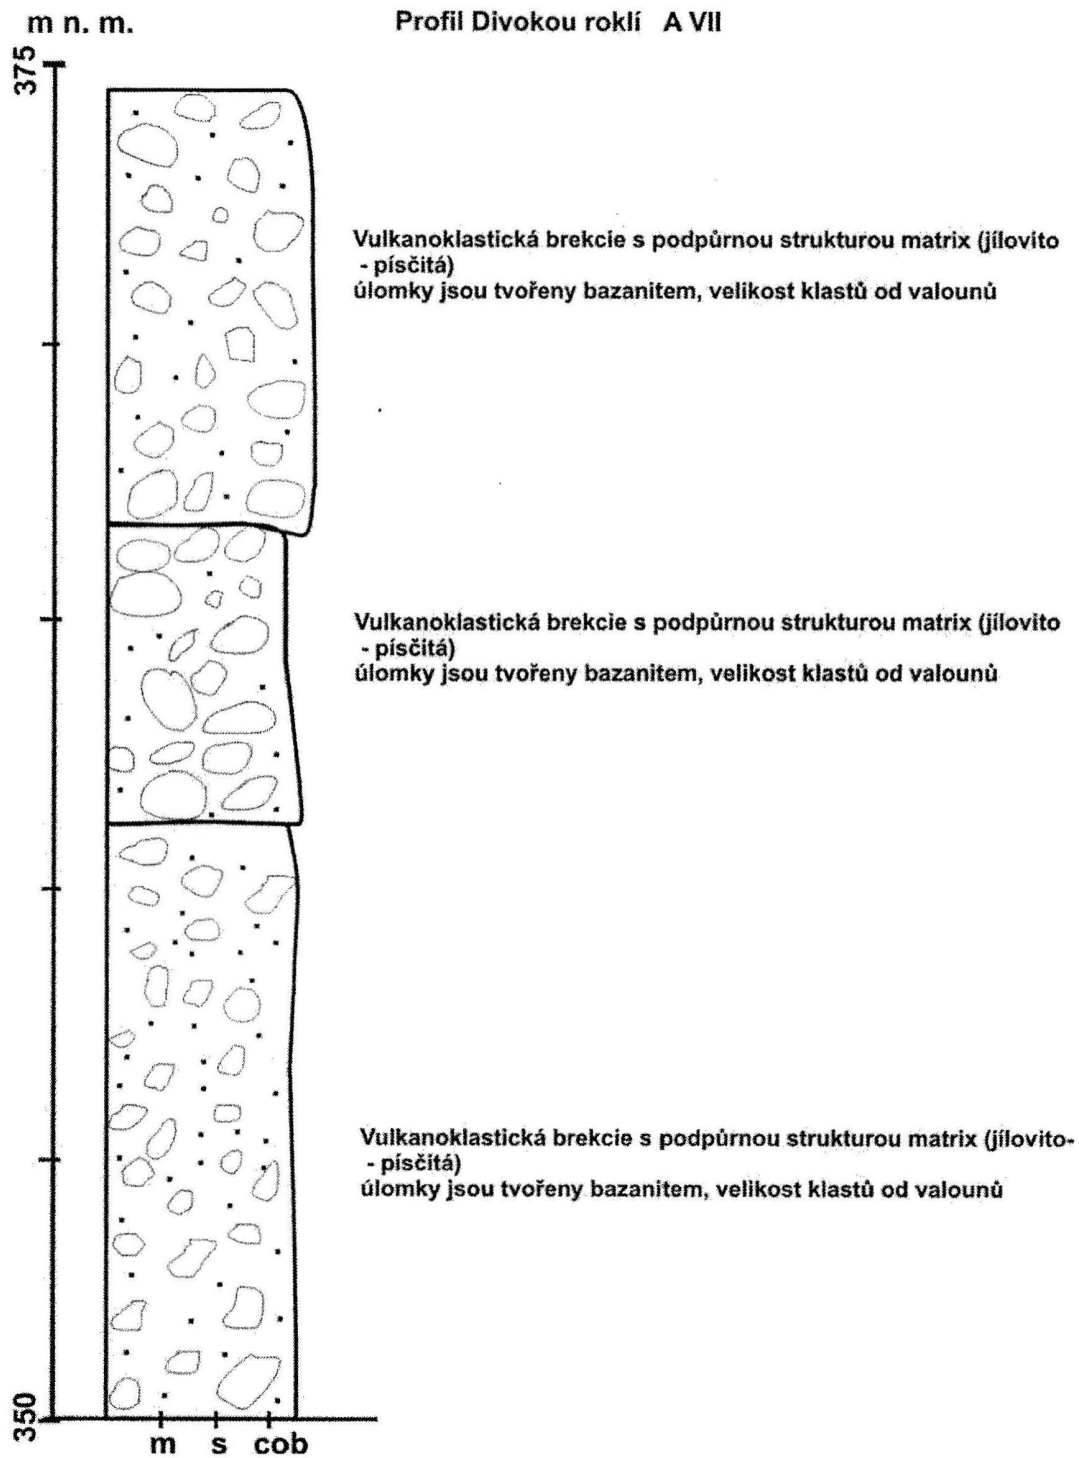 m n. m.
Profil Divokou roklí A VII
375
Vulkanoklastická brekcie s podpůrnou strukturou matrix (jílovito
- písčitá)
úlomky jsou tvořeny bazanitem, velikost klastů od valounů
Vulkanoklastická brekcie s podpůrnou strukturou matrix (jílovito
- písčitá)
úlomky jsou tvořeny bazanitem, velikost klastů od valounů
Vulkanoklastická brekcie s podpůrnou strukturou matrix (jílovito-
- písčitá)
úlomky jsou tvořeny bazanitem, velikost klastů od valounů
350
m s cob